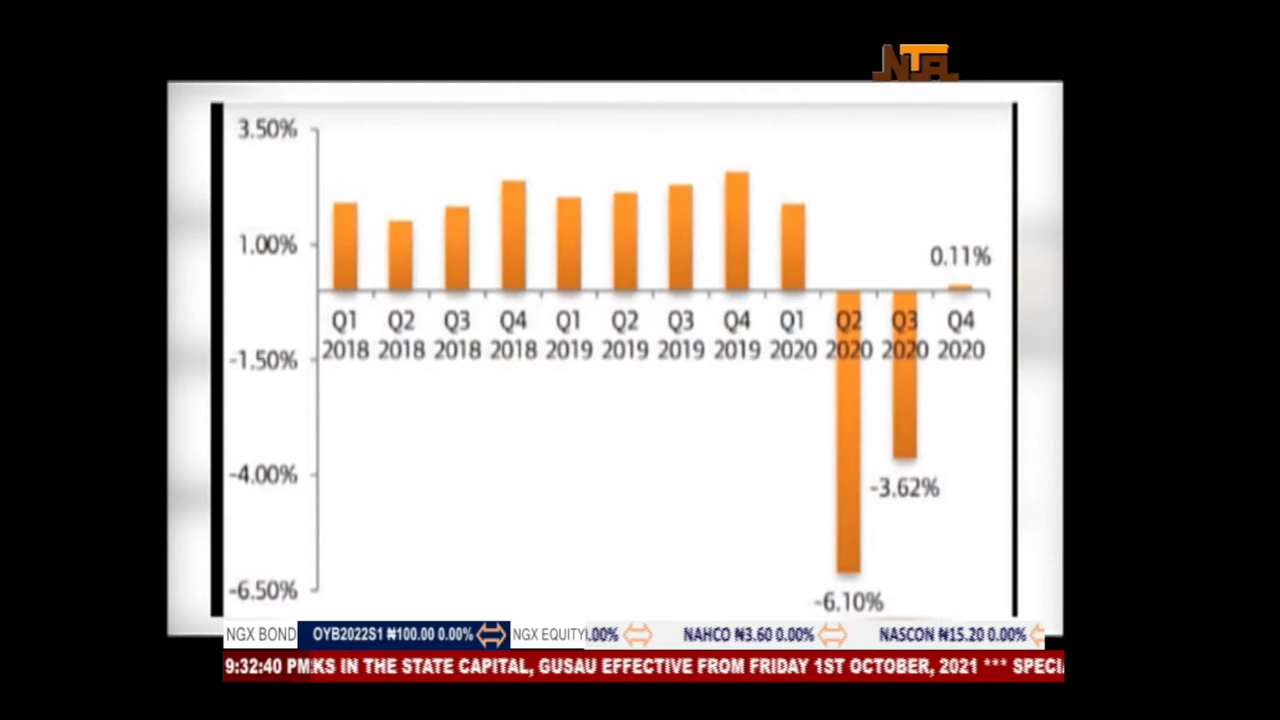 NTA
3.50%
1.00%
0.11%
Q1 Q2 Q3 Q4 Q1 Q2 Q3 Q4 Q1 Q2 Q3 Q4
2018 2018 2018 2018 2019 2019 2019 2019 2020 2020 2020 2020
-1.50%
-4.00%
-3.62%
-6.50%
-6.10%
NGX BOND OYB2022S1 ₦100.00 0.00% NGX EQUITY .00% NAHCO ₦3.60 0.00% NASCON ₦15.20 0.00%
9:32:40 PM KS IN THE STATE CAPITAL, GUSAU EFFECTIVE FROM FRIDAY 1ST OCTOBER, 2021 *** SPECI